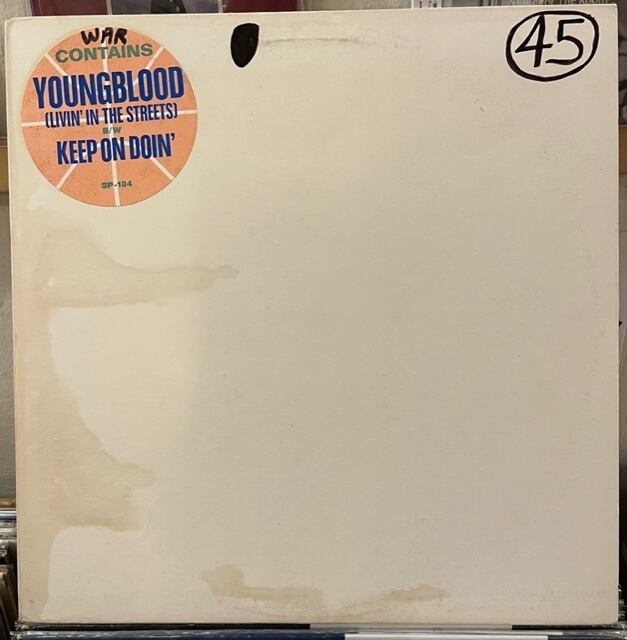 WAR
CONTAINS
YOUNGBLOOD
(LIVIN' IN THE STREETS)
B/W
KEEP ON DOIN'
SP-184
45